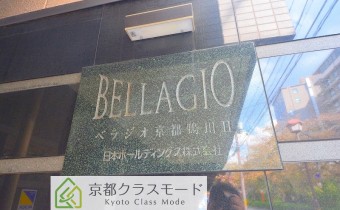 BELLAGIO
ベラジオ京都鴨川Ⅱ
日本ホールディングス株式会社
京都クラスモード
Kyoto Class Mode